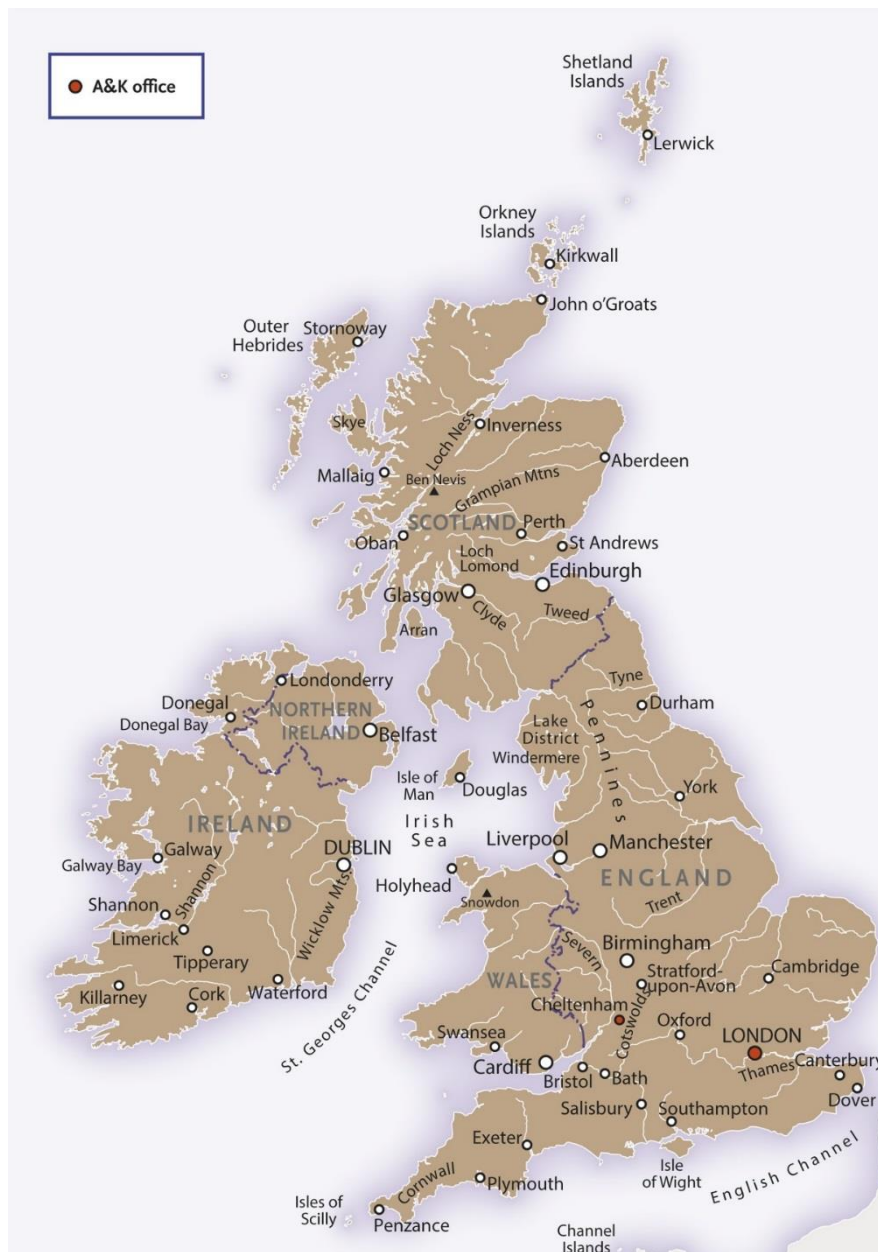 A&K office
Shetland
Islands
Lerwick
Orkney
Islands
Kirkwall
John o'Groats
Outer
Hebrides
Stornoway
Skye
Loch Ness
Inverness
Mallaig
Ben Nevis
Aberdeen
Grampian Mtns
SCOTLAND
Perth
Oban
St Andrews
Loch
Lomond
Edinburgh
Glasgow
Clyde
Tweed
Arran
Londonderry
Tyne
Donegal
Donegal Bay
NORTHERN
IRELAND
Belfast
Durham
Lake
District
Windermere
Pennines
Isle of
Man
Douglas
York
Irish
Sea
IRELAND
DUBLIN
Liverpool
Manchester
Galway
Galway Bay
Holyhead
ENGLAND
Snowdon
Trent
Shannon
Shannon
Wicklow Mts.
Limerick
Tipperary
Severn
Birmingham
Stratford-
upon-Avon
Cambridge
WALES
Killarney
Cork
Waterford
St. Georges Channel
Cheltenham
Cotswolds
Oxford
LONDON
Swansea
Cardiff
Bristol
Bath
Thames
Canterbury
Dover
Salisbury
Southampton
Exeter
Isle
of Wight
English Channel
Cornwall
Plymouth
Isles of
Scilly
Penzance
Channel
Islands